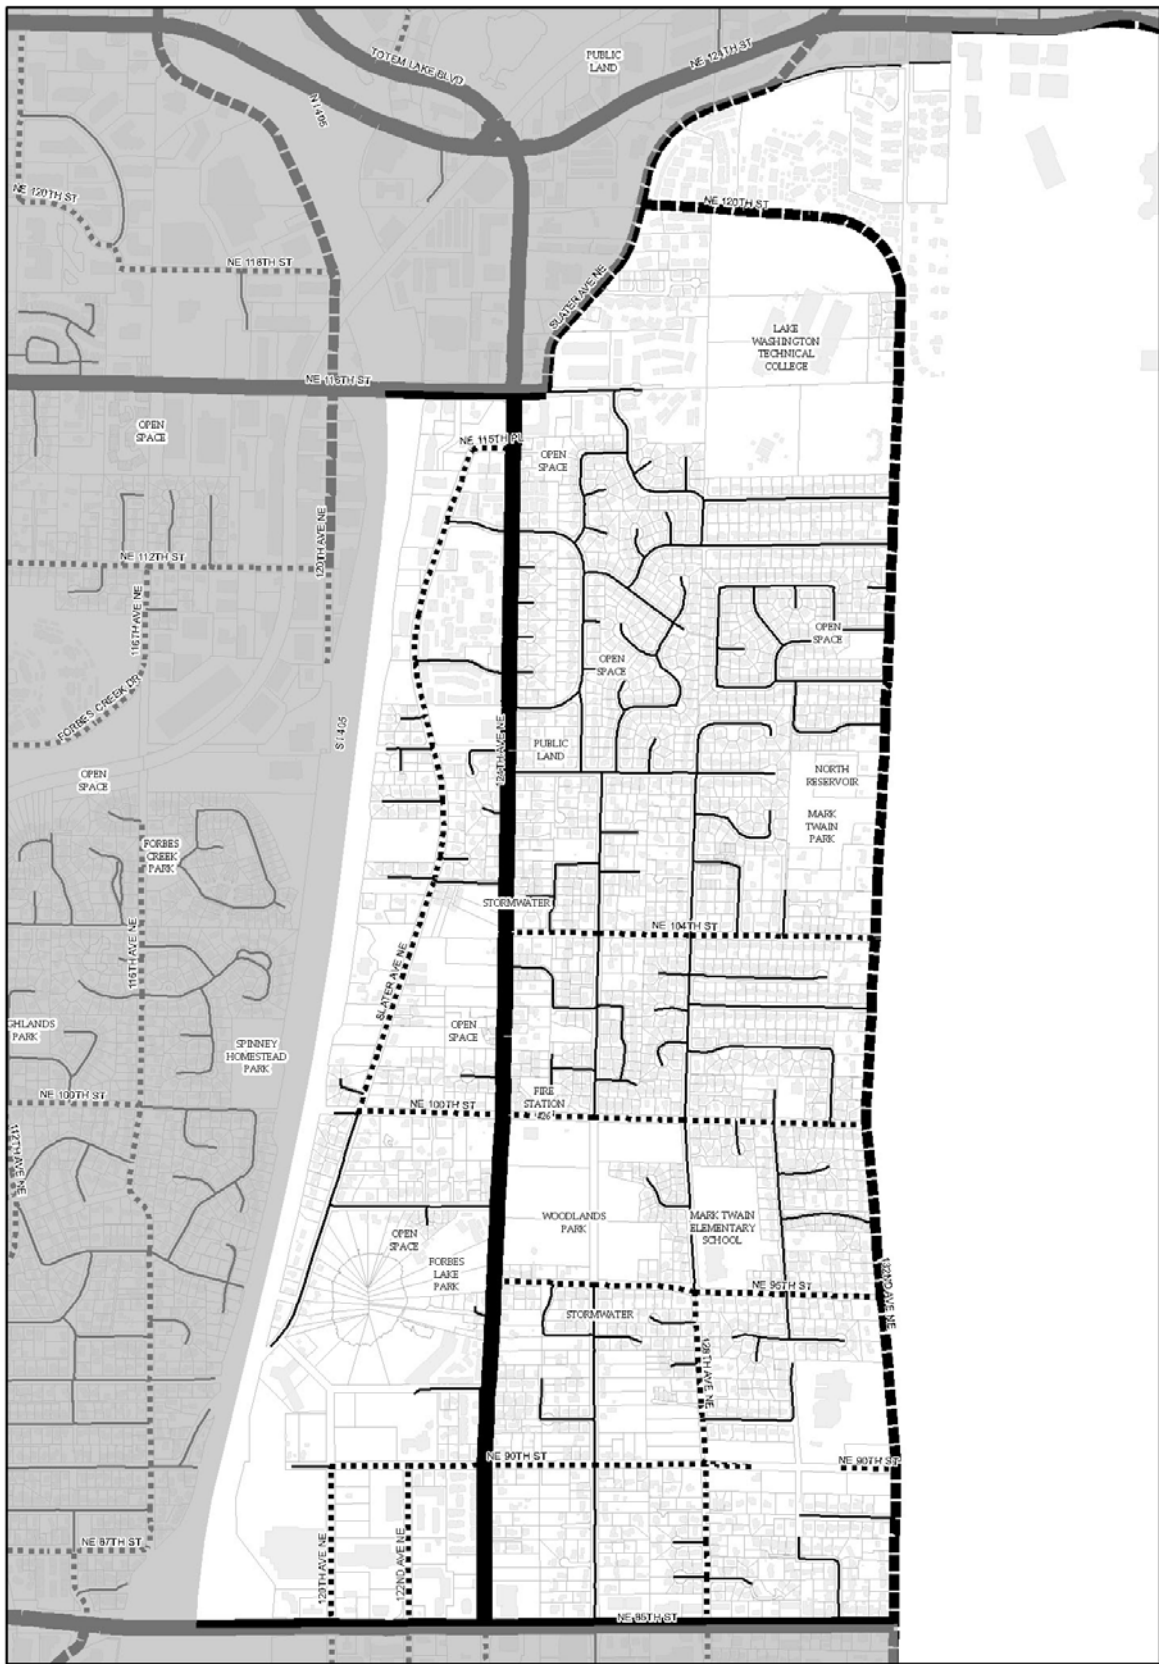 PUBLIC
LAND
TOTEM LAKE BLVD
NE 124TH ST
NE 120TH ST
NE 120TH ST
NE 118TH ST
SLATER AVE NE
LAKE
WASHINGTON
TECHNICAL
COLLEGE
NE 116TH ST
OPEN
SPACE
NE 115TH PL
OPEN
SPACE
120TH AVE NE
NE 112TH ST
116TH AVE NE
OPEN
SPACE
OPEN
SPACE
FORBES CREEK DR
124TH AVE NE
PUBLIC
LAND
OPEN
SPACE
NORTH
RESERVOIR
MARK
TWAIN
PARK
FORBES
CREEK
PARK
STORMWATER
NE 104TH ST
116TH AVE NE
SLATER AVE NE
GHLANDS
PARK
OPEN
SPACE
SPINNEY
HOMESTEAD
PARK
NE 100TH ST
FIRE
STATION
NE 100TH ST
112TH AVE NE
WOODLANDS
PARK
MARK TWAIN
ELEMENTARY
SCHOOL
OPEN
SPACE
FORBES
LAKE
PARK
NE 95TH ST
132ND AVE NE
STORMWATER
128TH AVE NE
NE 90TH ST
NE 90TH ST
NE 87TH ST
120TH AVE NE
122ND AVE NE
NE 85TH ST